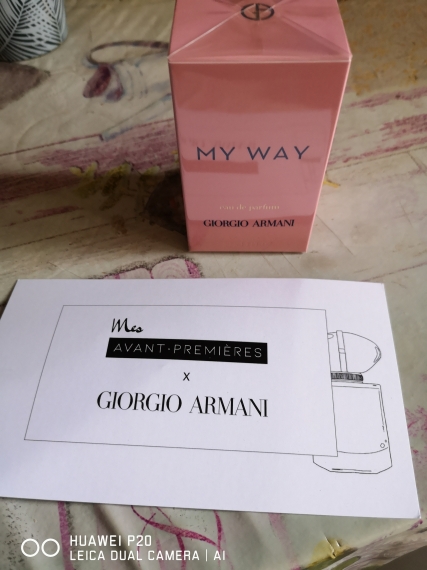 MY WAY
eau de parfum
GIORGIO ARMANI
Mes
AVANT-PREMIÈRES
X
GIORGIO ARMANI
HUAWEI P20
LEICA DUAL CAMERA | AI